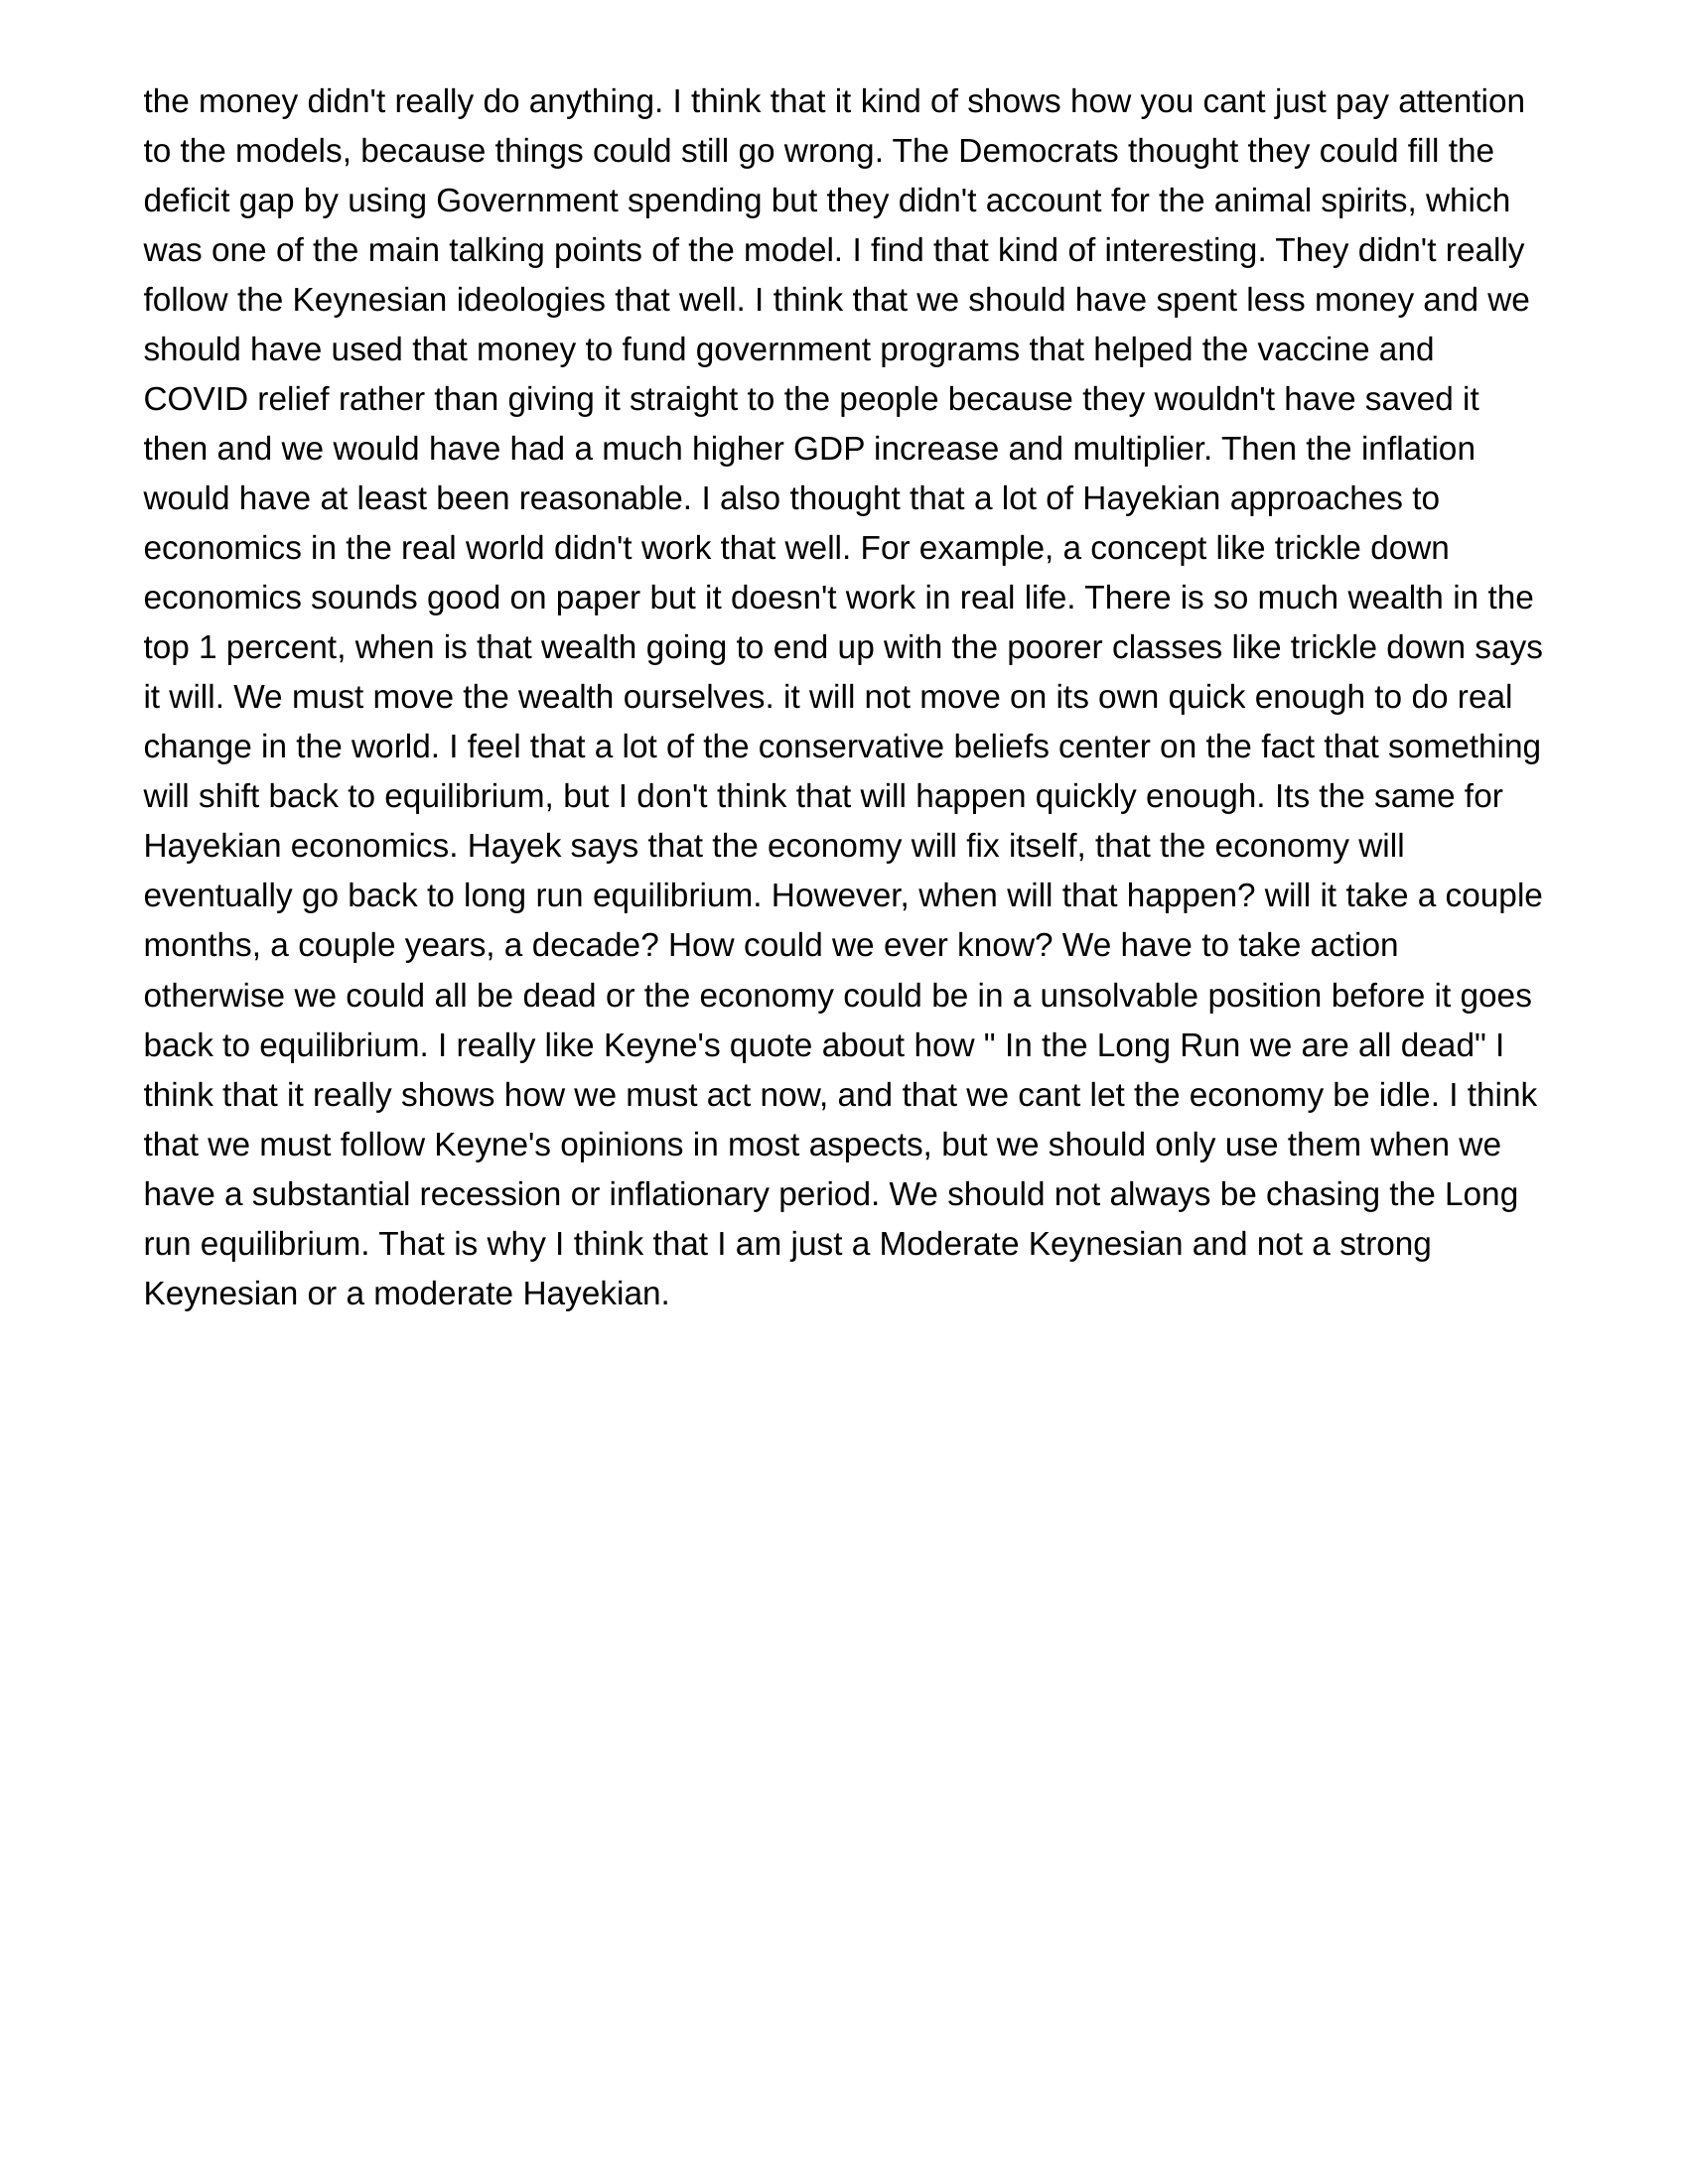 the money didn't really do anything. I think that it kind of shows how you cant just pay attention
to the models, because things could still go wrong. The Democrats thought they could fill the
deficit gap by using Government spending but they didn't account for the animal spirits, which
was one of the main talking points of the model. I find that kind of interesting. They didn't really
follow the Keynesian ideologies that well. I think that we should have spent less money and we
should have used that money to fund government programs that helped the vaccine and
COVID relief rather than giving it straight to the people because they wouldn't have saved it
then and we would have had a much higher GDP increase and multiplier. Then the inflation
would have at least been reasonable. I also thought that a lot of Hayekian approaches to
economics in the real world didn't work that well. For example, a concept like trickle down
economics sounds good on paper but it doesn't work in real life. There is so much wealth in the
top 1 percent, when is that wealth going to end up with the poorer classes like trickle down says
it will. We must move the wealth ourselves. it will not move on its own quick enough to do real
change in the world. I feel that a lot of the conservative beliefs center on the fact that something
will shift back to equilibrium, but I don't think that will happen quickly enough. Its the same for
Hayekian economics. Hayek says that the economy will fix itself, that the economy will
eventually go back to long run equilibrium. However, when will that happen? will it take a couple
months, a couple years, a decade? How could we ever know? We have to take action
otherwise we could all be dead or the economy could be in a unsolvable position before it goes
back to equilibrium. I really like Keyne's quote about how " In the Long Run we are all dead" I
think that it really shows how we must act now, and that we cant let the economy be idle. I think
that we must follow Keyne's opinions in most aspects, but we should only use them when we
have a substantial recession or inflationary period. We should not always be chasing the Long
run equilibrium. That is why I think that I am just a Moderate Keynesian and not a strong
Keynesian or a moderate Hayekian.